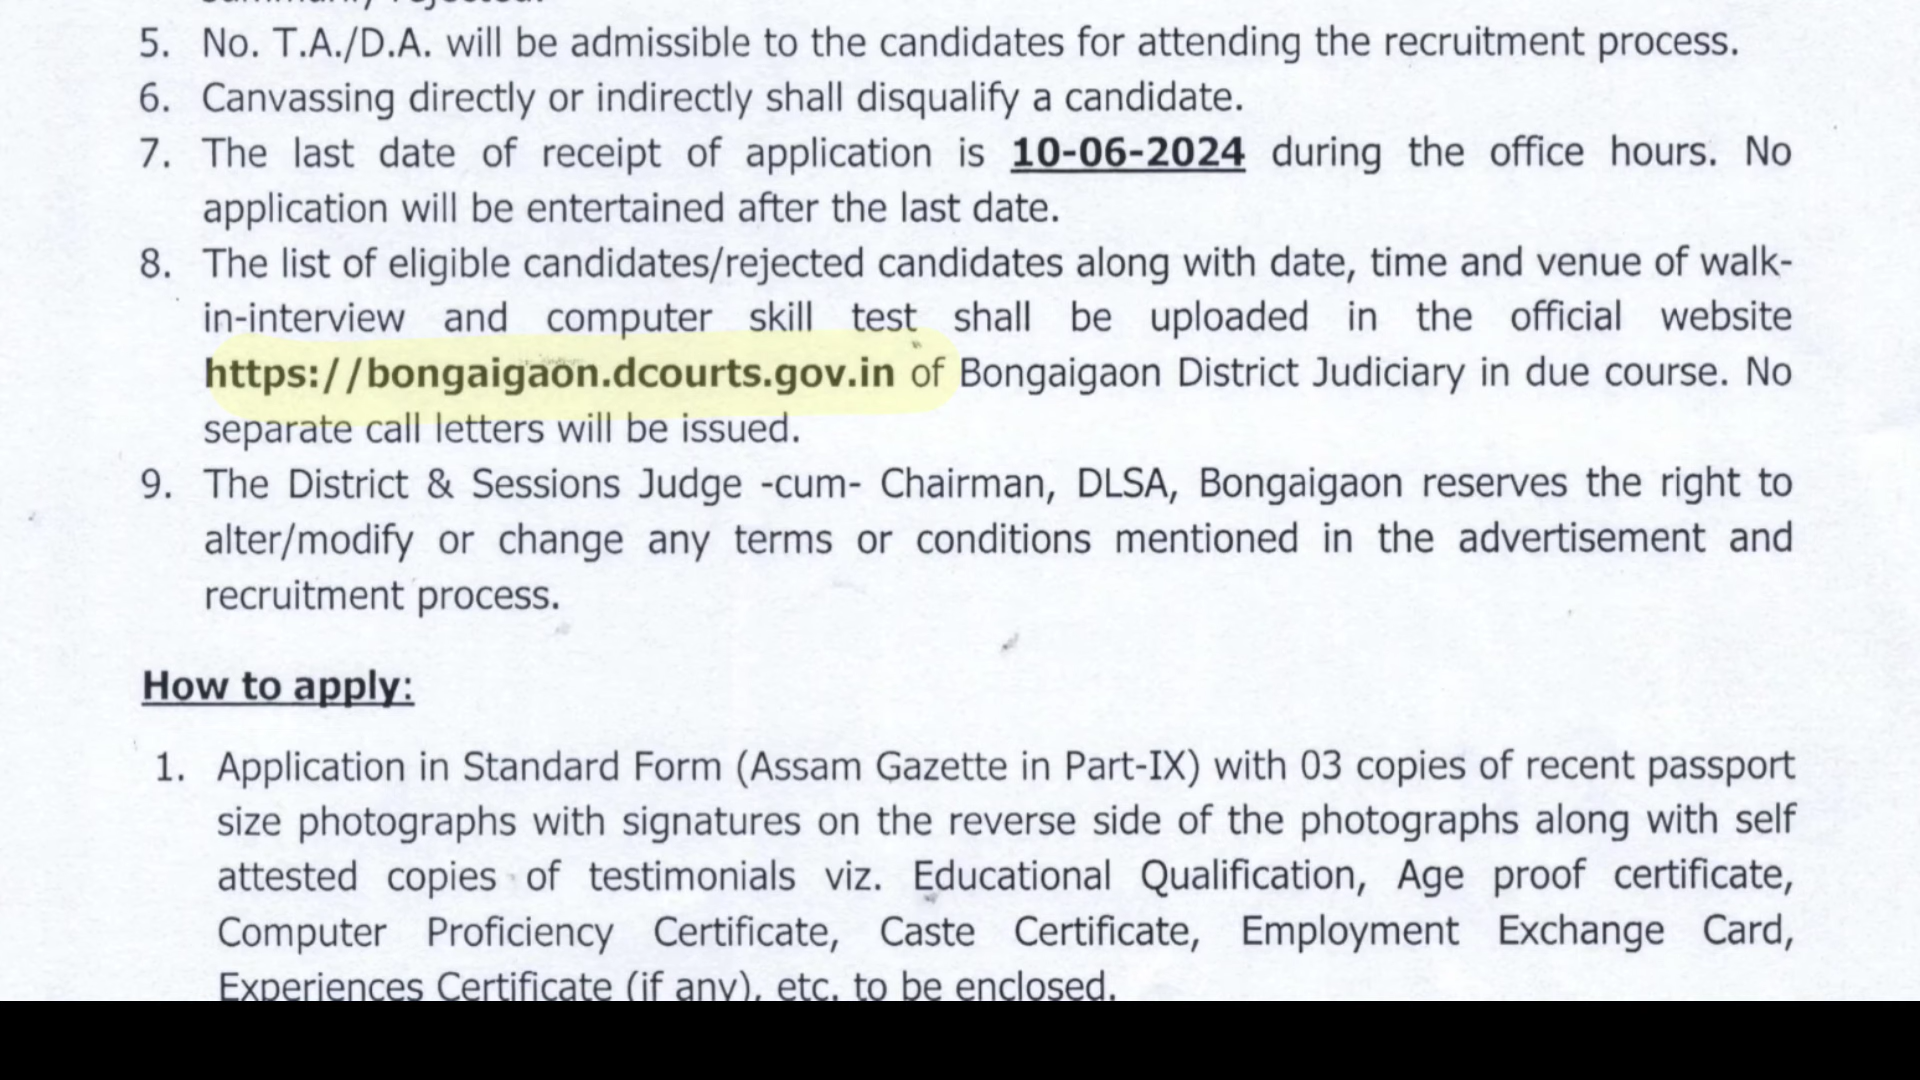 5. No. T.A./D.A. will be admissible to the candidates for attending the recruitment process.
6. Canvassing directly or indirectly shall disqualify a candidate.
7. The last date of receipt of application is 10-06-2024 during the office hours. No
application will be entertained after the last date.
8. The list of eligible candidates/rejected candidates along with date, time and venue of walk-
in-interview and computer skill test shall be uploaded in the official website
https://bongaigaon.dcourts.gov.in of Bongaigaon District Judiciary in due course. No
separate call letters will be issued.
9. The District & Sessions Judge -cum- Chairman, DLSA, Bongaigaon reserves the right to
alter/modify or change any terms or conditions mentioned in the advertisement and
recruitment process.
How to apply:
1. Application in Standard Form (Assam Gazette in Part-IX) with 03 copies of recent passport
size photographs with signatures on the reverse side of the photographs along with self
attested copies of testimonials viz. Educational Qualification, Age proof certificate,
Computer Proficiency Certificate, Caste Certificate, Employment Exchange Card,
Experiences Certificate (if any), etc. to be enclosed.